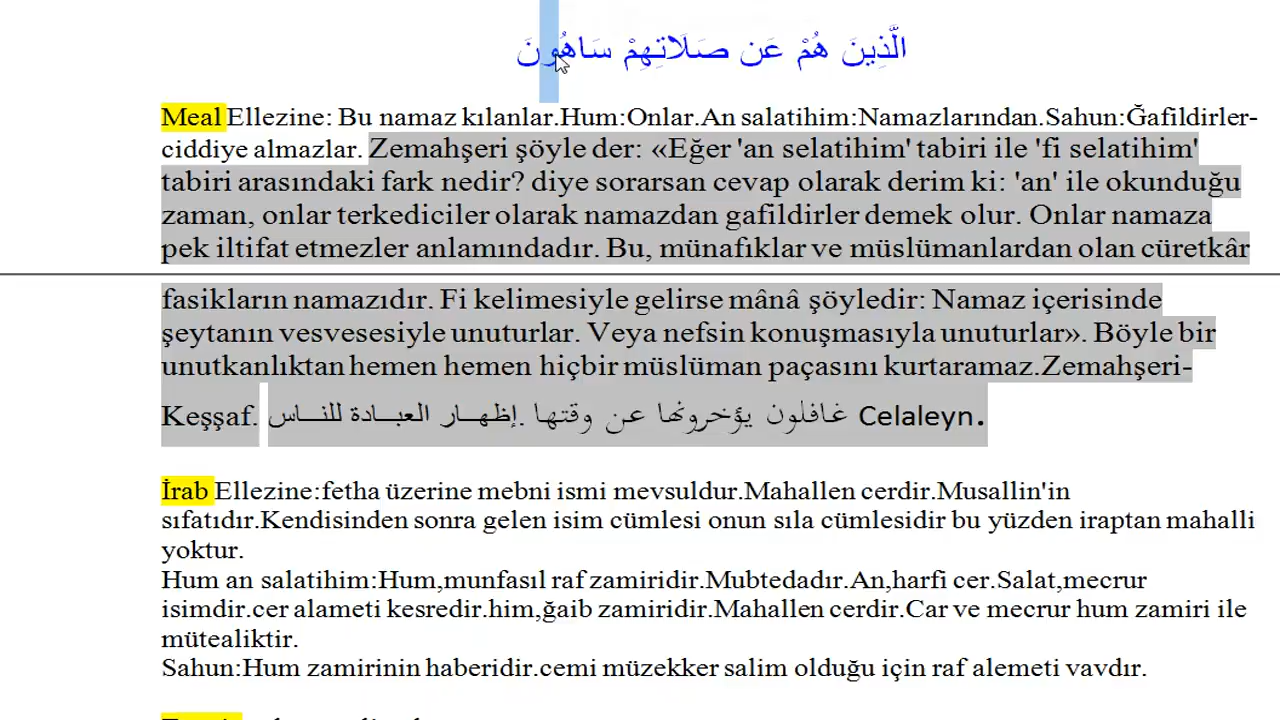 الَّذِينَ هُمْ عَن صَلَاتِهِمْ سَاهُونَ
Meal Ellezine: Bu namaz kılanlar.Hum:Onlar.An salatihim:Namazlarından.Sahun:Ğafildirler-
ciddiye almazlar. Zemahşeri şöyle der: «Eğer 'an selatihim' tabiri ile 'fi selatihim'
tabiri arasındaki fark nedir? diye sorarsan cevap olarak derim ki: 'an' ile okunduğu
zaman, onlar terkediciler olarak namazdan gafildirler demek olur. Onlar namaza
pek iltifat etmezler anlamındadır. Bu, münafıklar ve müslümanlardan olan cüretkâr
fasikların namazıdır. Fi kelimesiyle gelirse mânâ şöyledir: Namaz içerisinde
şeytanın vesvesesiyle unuturlar. Veya nefsin konuşmasıyla unuturlar». Böyle bir
unutkanlıktan hemen hemen hiçbir müslüman paçasını kurtaramaz.Zemahşeri-
Keşşaf. غافلون يؤخرونها عن وقتها .إظهار العبادة للناس Celaleyn.
İrab Ellezine:fetha üzerine mebni ismi mevsuldur.Mahallen cerdir.Musallin'in
sıfatıdır.Kendisinden sonra gelen isim cümlesi onun sıla cümlesidir bu yüzden iraptan mahalli
yoktur.
Hum an salatihim:Hum,munfasıl raf zamiridir.Mubtedadır.An,harfi cer.Salat,mecrur
isimdir.cer alameti kesredir.him,ğaib zamiridir.Mahallen cerdir.Car ve mecrur hum zamiri ile
mütealiktir.
Sahun:Hum zamirinin haberidir.cemi müzekker salim olduğu için raf alemeti vavdır.